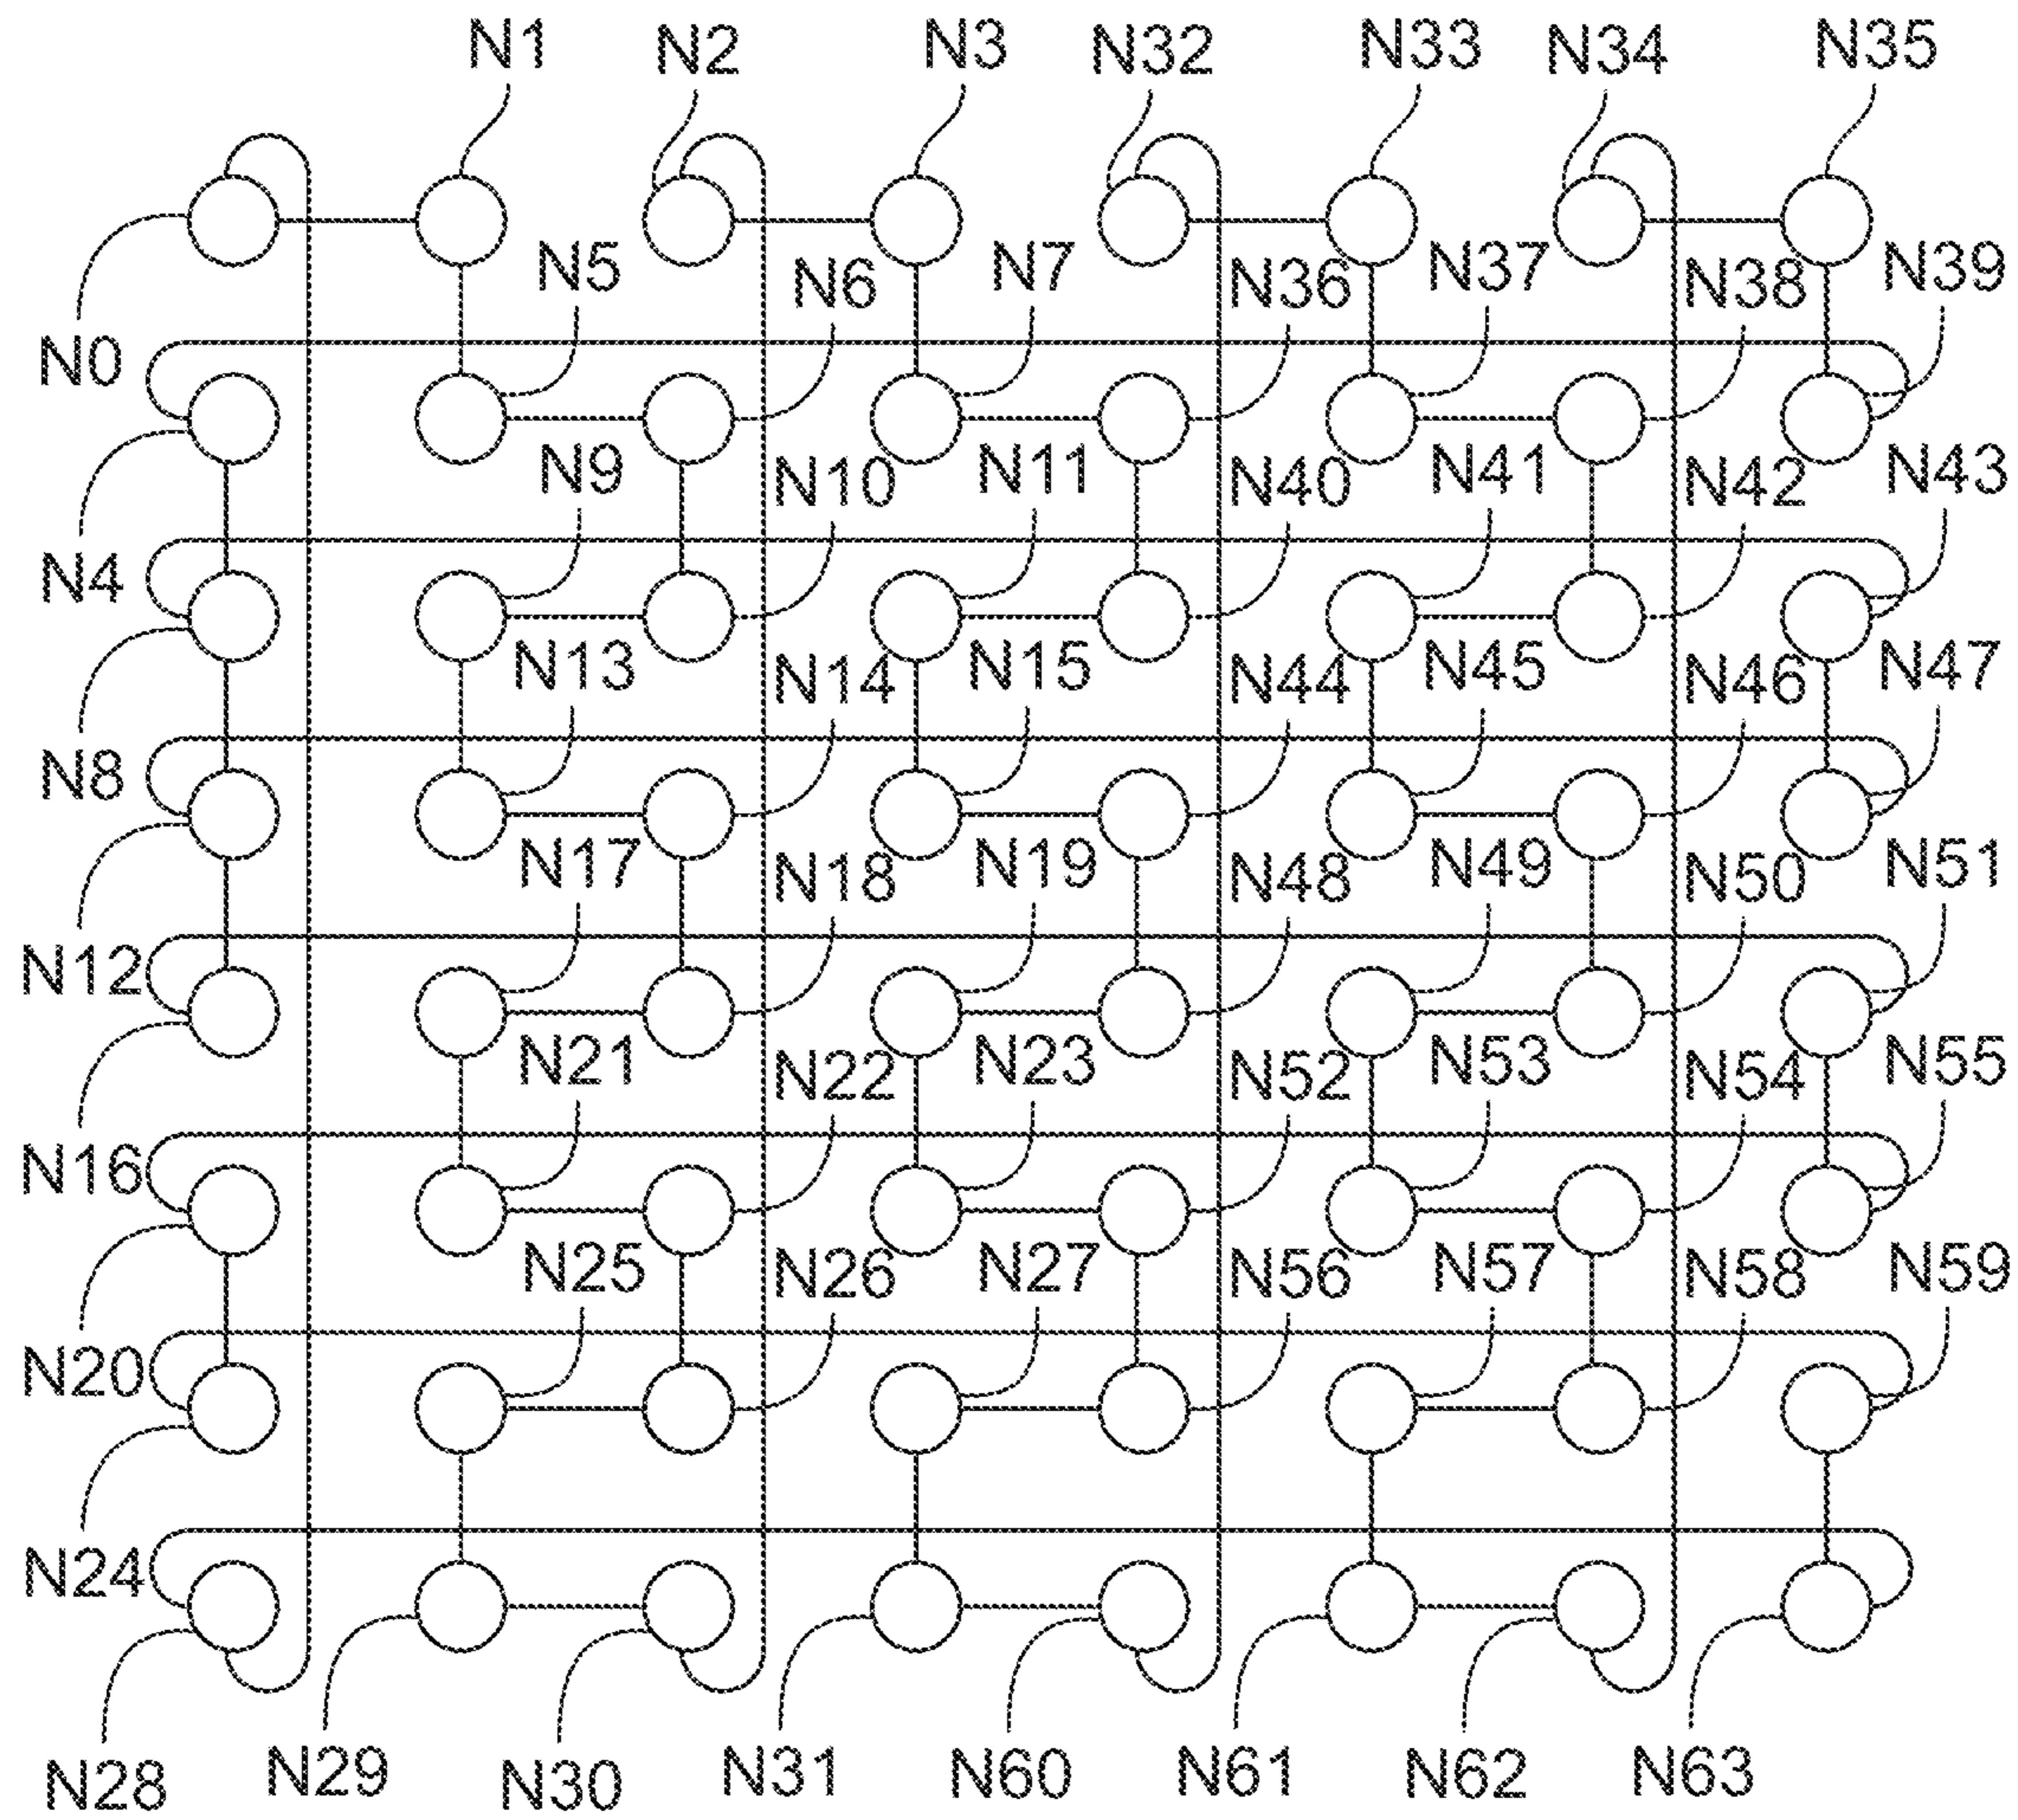 N1 N2 N3 N32 N33 N34 N35
N5 N6 N7 N36 N37 N38 N39
N0
N9 N10 N11 N40 N41 N42 N43
N4
N13 N14 N15 N44 N45 N46 N47
N8
N17 N18 N19 N48 N49 N50 N51
N12
N21 N22 N23 N52 N53 N54 N55
N16
N25 N26 N27 N56 N57 N58 N59
N20
N24
N28 N29 N30 N31 N60 N61 N62 N63